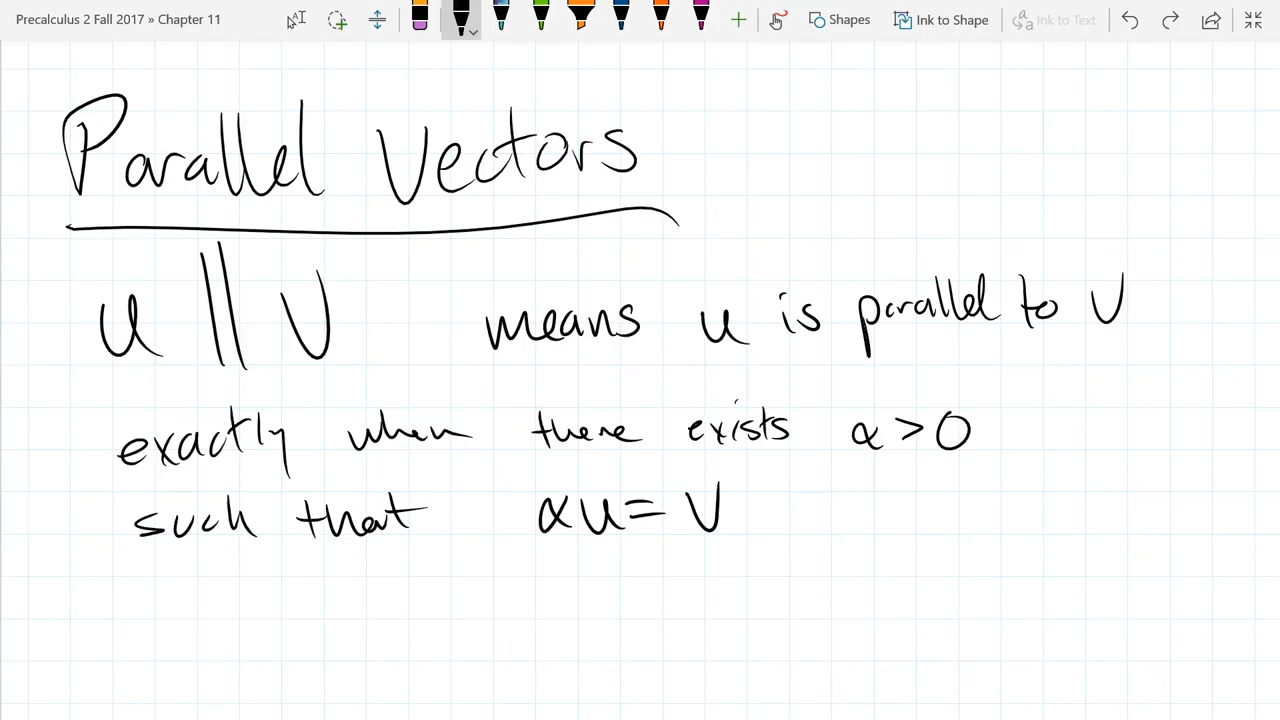 Precalculus 2 Fall 2017 » Chapter 11
Shapes
Ink to Shape
Ink to Text
Parallel Vectors
u || v means u is parallel to v
exactly when there exists α > 0
such that αu = v